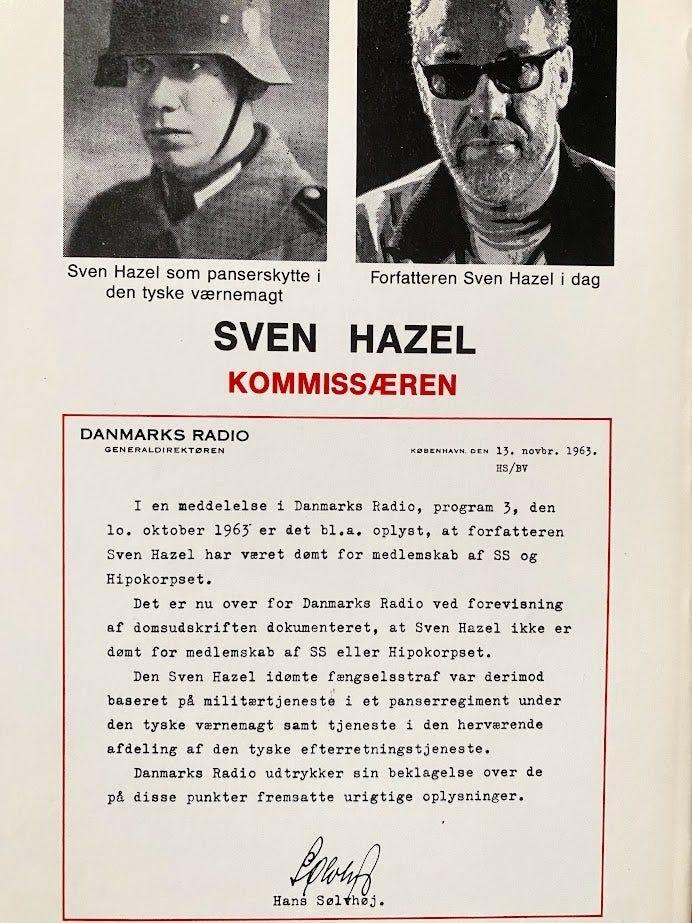 Sven Hazel som panserskytte i
den tyske værnemagt
Forfatteren Sven Hazel i dag
SVEN HAZEL
KOMMISSÆREN
DANMARKS RADIO
GENERALDIREKTØREN
KØBENHAVN, DEN 13. novbr. 1963.
HS/BV
I en meddelelse i Danmarks Radio, program 3, den
lo. oktober 1963 er det bl.a. oplyst, at forfatteren
Sven Hazel har været dømt for medlemskab af SS og
Hipokorpset.
Det er nu over for Danmarks Radio ved forevisning
af domsudskriften dokumenteret, at Sven Hazel ikke er
dømt for medlemskab af SS eller Hipokorpset.
Den Sven Hazel idømte fængselsstraf var derimod
baseret på militærtjeneste i et panserregiment under
den tyske værnemagt samt tjeneste i den herværende
afdeling af den tyske efterretningstjeneste.
Danmarks Radio udtrykker sin beklagelse over de
på disse punkter fremsatte urigtige oplysninger.
Hans Sølvhøj.